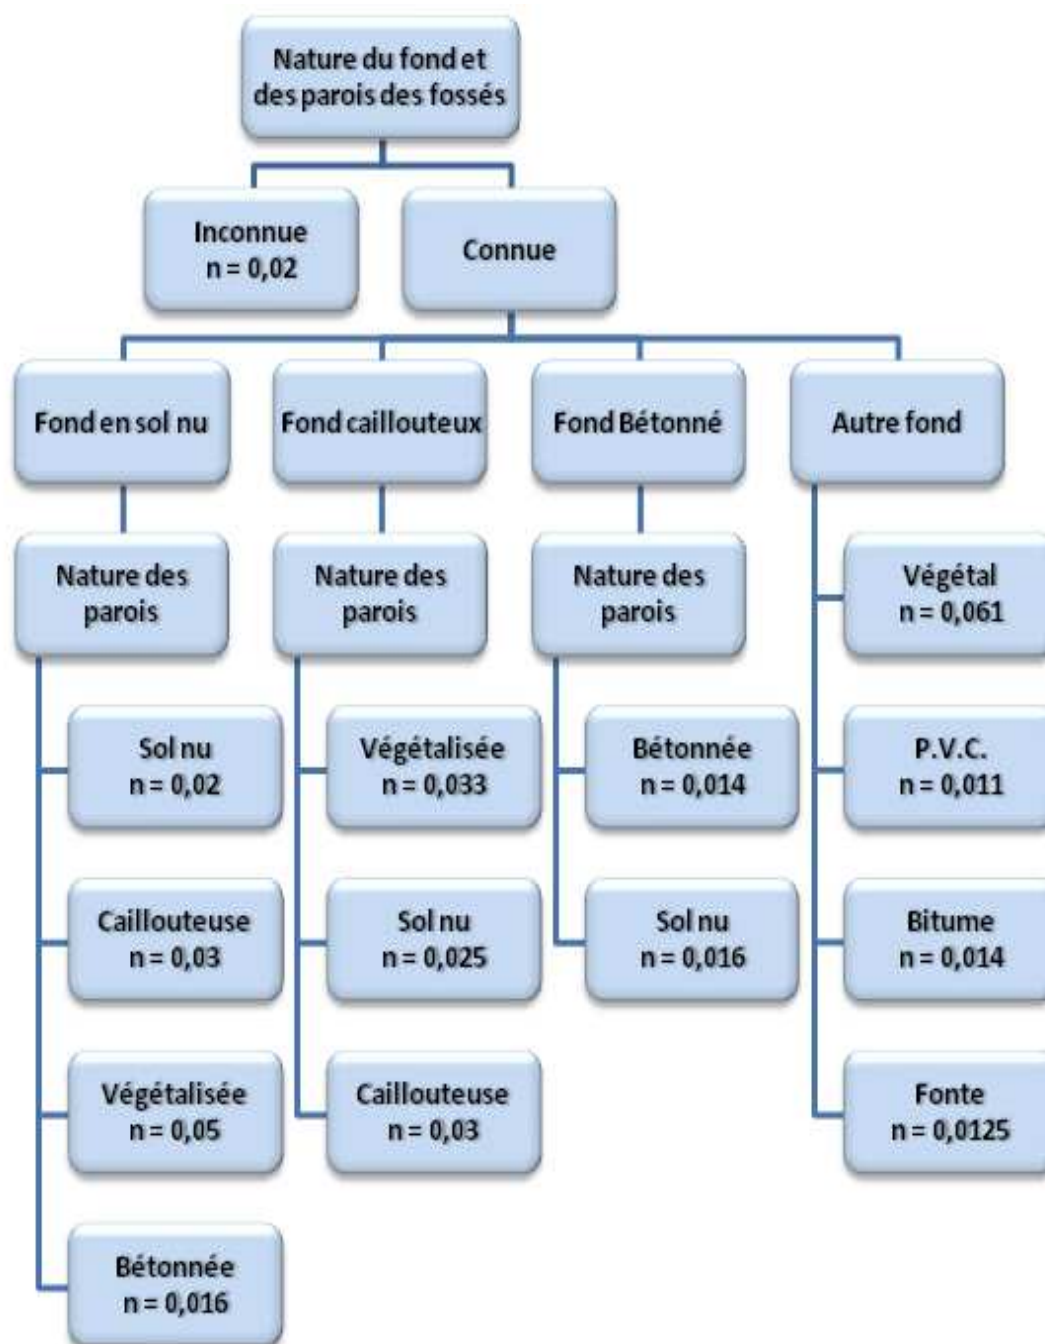 Nature du fond et
des parois des fossés
Inconnue
n = 0,02
Connue
Fond en sol nu
Fond caillouteux
Fond Bétonné
Autre fond
Nature des
parois
Nature des
parois
Nature des
parois
Végétal
n = 0,061
Sol nu
n = 0,02
Végétalisée
n = 0,033
Bétonnée
n = 0,014
P.V.C.
n = 0,011
Caillouteuse
n = 0,03
Sol nu
n = 0,025
Sol nu
n = 0,016
Bitume
n = 0,014
Végétalisée
n = 0,05
Caillouteuse
n = 0,03
Fonte
n = 0,0125
Bétonnée
n = 0,016